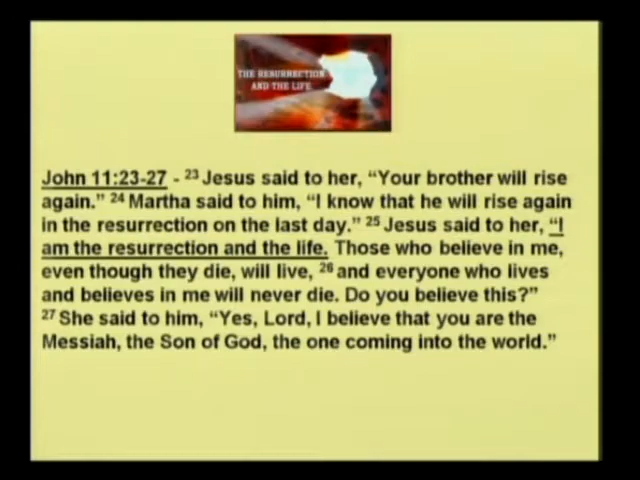 THE RESURRECTION
AND THE LIFE
John 11:23-27 - 23 Jesus said to her, “Your brother will rise
again.” 24 Martha said to him, “I know that he will rise again
in the resurrection on the last day.” 25 Jesus said to her, “I
am the resurrection and the life. Those who believe in me,
even though they die, will live, 26 and everyone who lives
and believes in me will never die. Do you believe this?”
27 She said to him, “Yes, Lord, I believe that you are the
Messiah, the Son of God, the one coming into the world.”